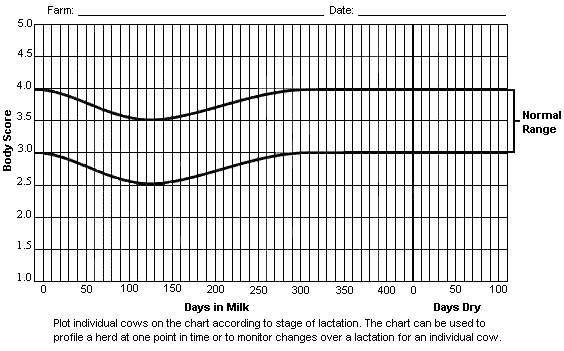 Farm: Date:
5.0
4.5
4.0
3.5
3.0
2.5
2.0
1.5
1.0
Body Score
Normal
Range
0 50 100 150 200 250 300 350 400 0 50 100
Days in Milk Days Dry
Plot individual cows on the chart according to stage of lactation. The chart can be used to
profile a herd at one point in time or to monitor changes over a lactation for an individual cow.